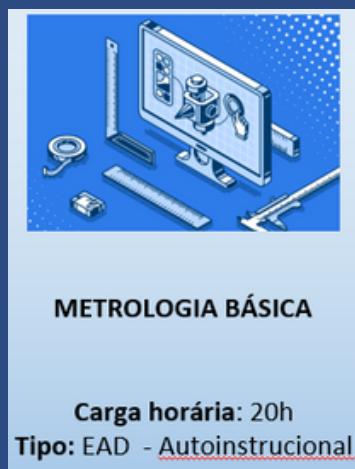 METROLOGIA BÁSICA
Carga horária: 20h
Tipo: EAD - Autoinstrucional